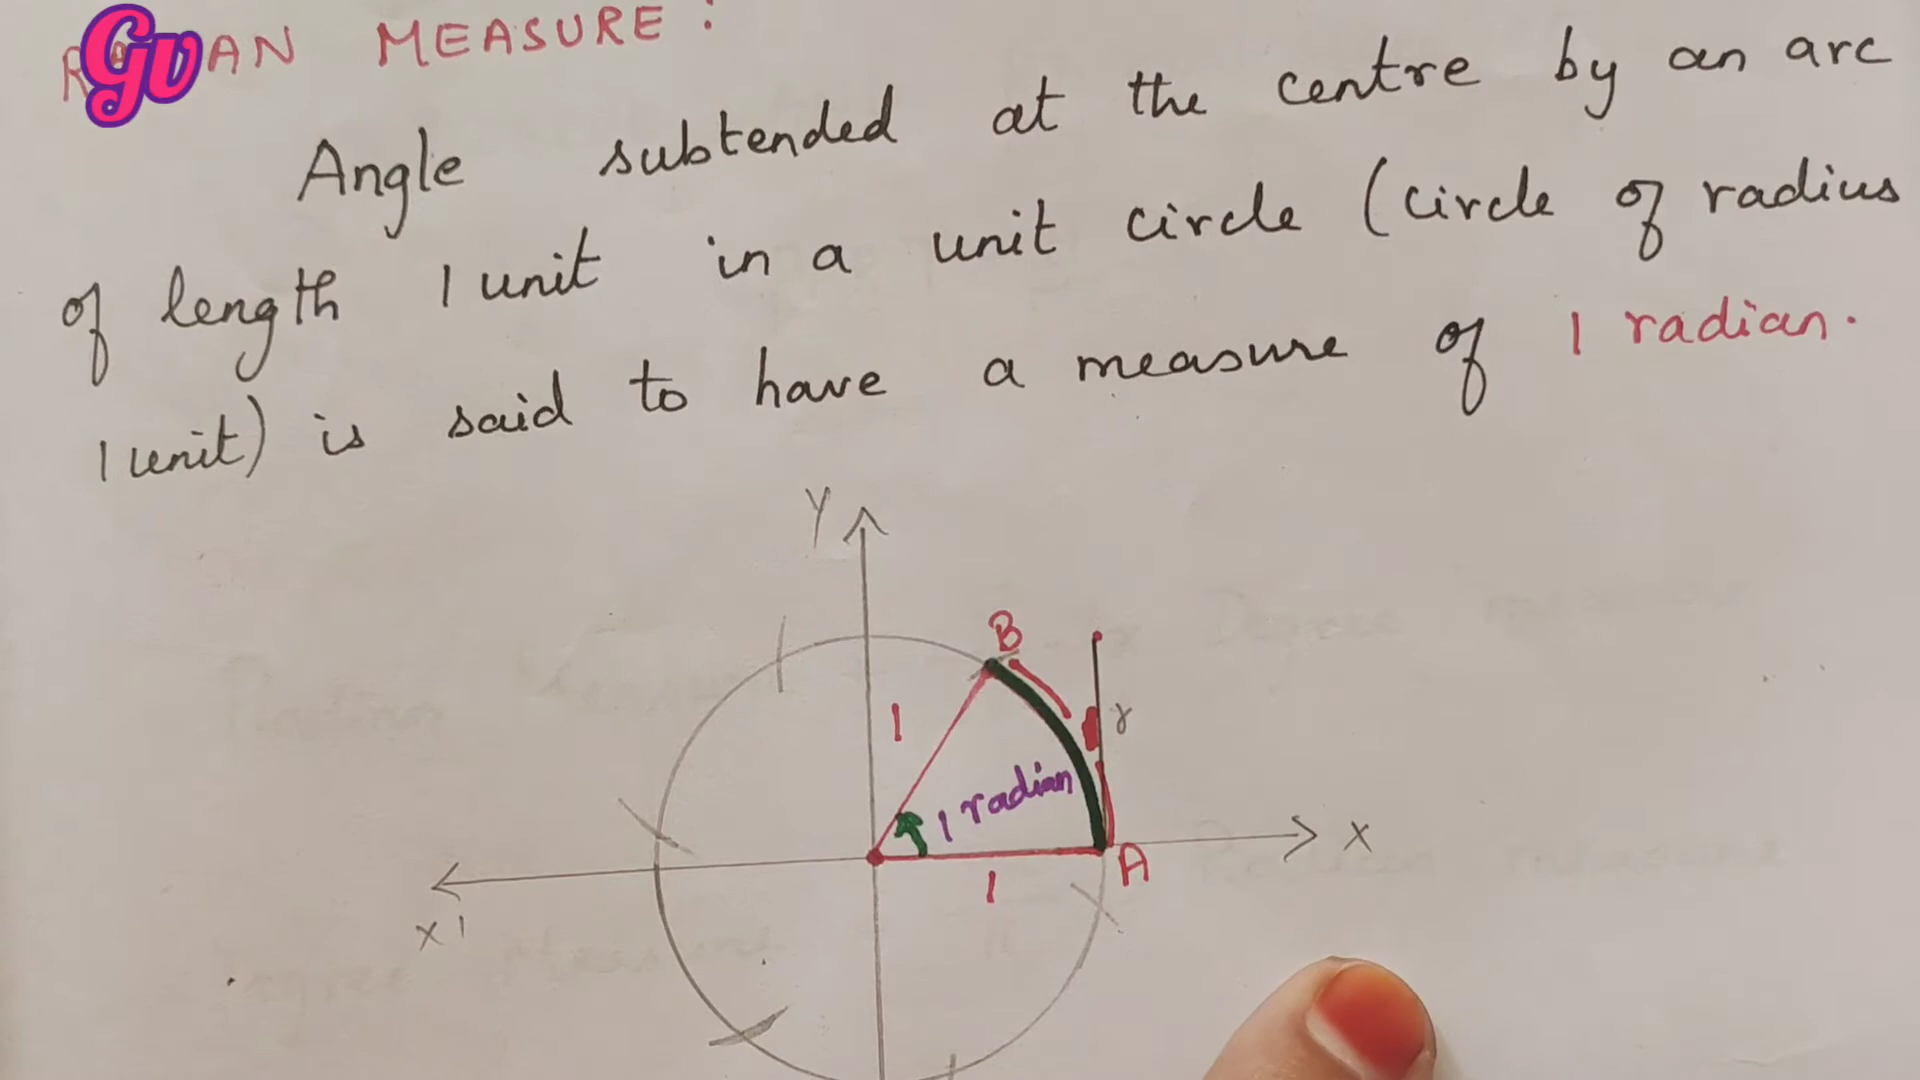 GV AN MEASURE :
Angle subtended at the centre by an arc
of length 1 unit in a unit circle (circle of radius
1 unit) is said to have a measure of 1 radian.
Y
B
1
r
1 radian
X
A
1
X'